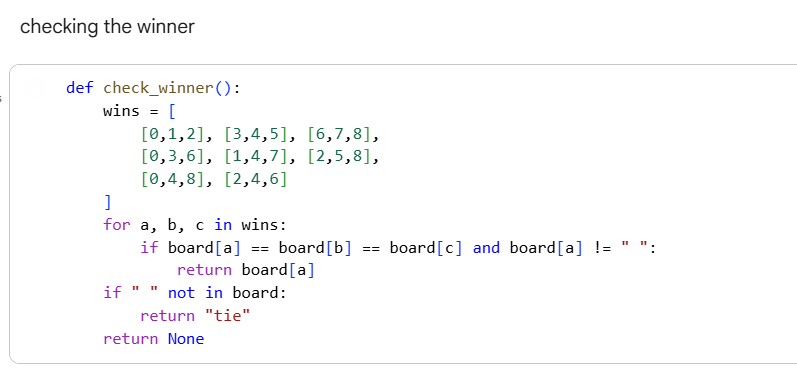 checking the winner
def check_winner():
    wins = [
        [0,1,2], [3,4,5], [6,7,8],
        [0,3,6], [1,4,7], [2,5,8],
        [0,4,8], [2,4,6]
    ]
    for a, b, c in wins:
        if board[a] == board[b] == board[c] and board[a] != " ":
            return board[a]
    if " " not in board:
        return "tie"
    return None